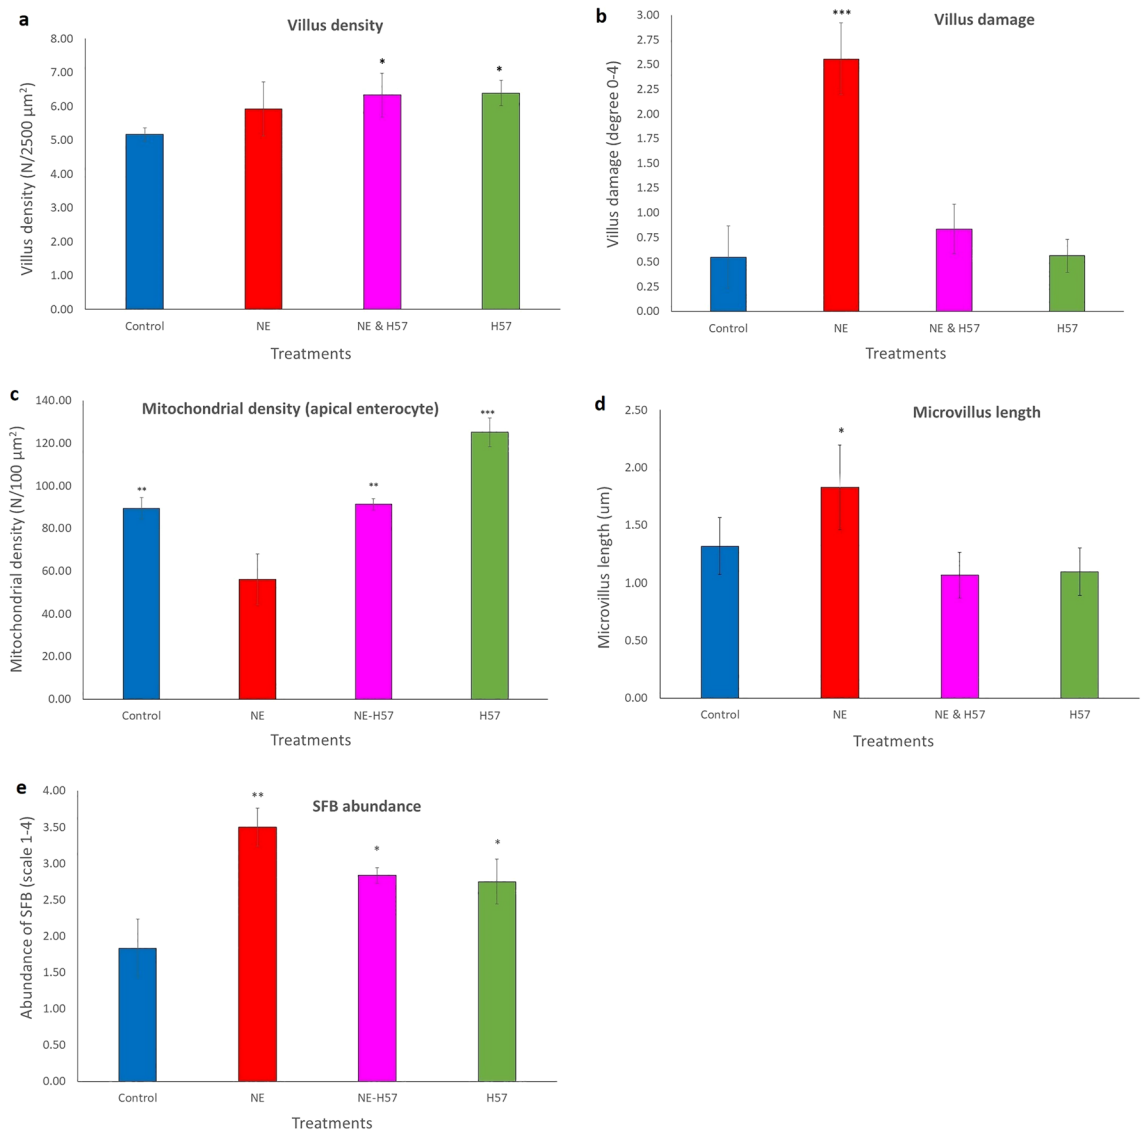 a
Villus density
Villus density (N/2500 µm²)
8.00
7.00
6.00
5.00
4.00
3.00
2.00
1.00
0.00
*
*
Control NE NE & H57 H57
Treatments
b
Villus damage
Villus damage (degree 0-4)
3.00
2.75
2.50
2.25
2.00
1.75
1.50
1.25
1.00
0.75
0.50
0.25
0.00
***
Control NE NE & H57 H57
Treatments
c
Mitochondrial density (apical enterocyte)
Mitochondrial density (N/100 µm²)
140.00
120.00
100.00
80.00
60.00
40.00
20.00
0.00
**
**
***
Control NE NE-H57 H57
Treatments
d
Microvillus length
Microvillus length (um)
2.50
2.00
1.50
1.00
0.50
0.00
*
Control NE NE & H57 H57
Treatments
e
SFB abundance
Abundance of SFB (scale 1-4)
4.00
3.50
3.00
2.50
2.00
1.50
1.00
0.50
0.00
**
*
*
Control NE NE-H57 H57
Treatments